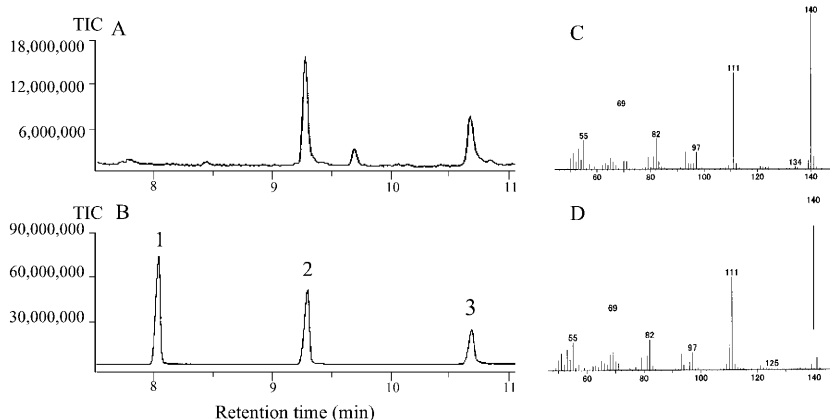 TIC A
18,000,000
12,000,000
6,000,000
8 9 10 11
TIC B
90,000,000
60,000,000
30,000,000
1
2
3
8 9 10 11
Retention time (min)
C
140
111
69
55
82
97
134
60 80 100 120 140
D
140
111
69
55
82
97
125
60 80 100 120 140